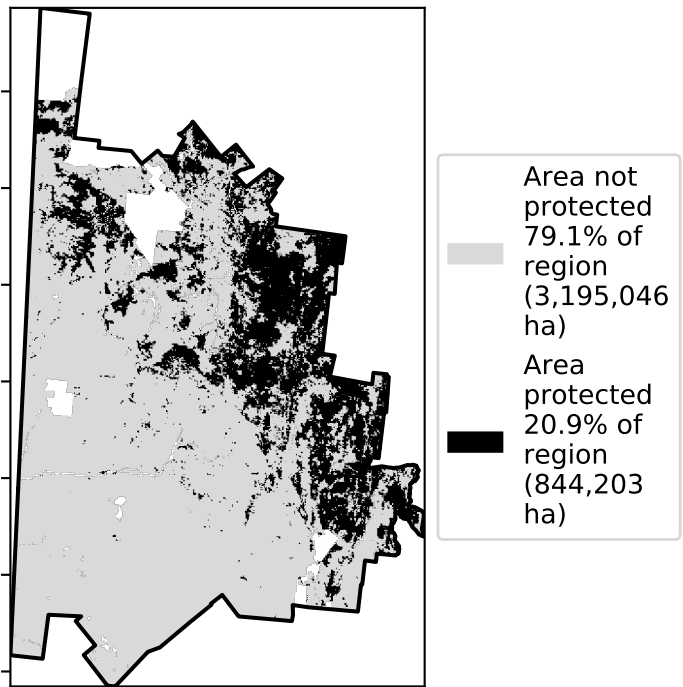 Area not
protected
79.1% of
region
(3,195,046
ha)
Area
protected
20.9% of
region
(844,203
ha)